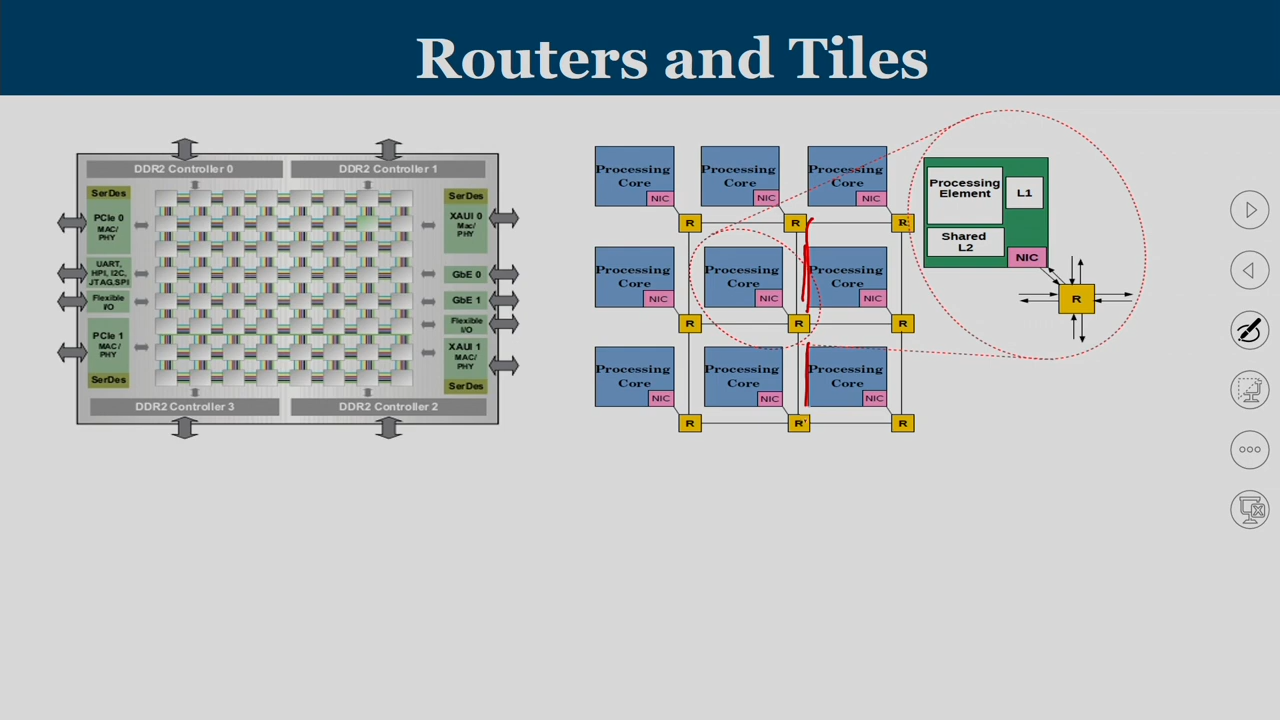 Routers and Tiles
DDR2 Controller 0
DDR2 Controller 1
SerDes
PCIe 0
MAC/
PHY
UART,
HPI, I2C,
JTAG,SPI
Flexible
I/O
PCIe 1
MAC/
PHY
SerDes
SerDes
XAUI 0
Mac/
PHY
GbE 0
GbE 1
Flexible
I/O
XAUI 1
MAC/
PHY
SerDes
DDR2 Controller 3
DDR2 Controller 2
Processing
Core
NIC
Processing
Core
NIC
Processing
Core
NIC
R
R
R
Processing
Core
NIC
Processing
Core
NIC
Processing
Core
NIC
R
R
R
Processing
Core
NIC
Processing
Core
NIC
Processing
Core
NIC
R
R
R
Processing
Element
L1
Shared
L2
NIC
R